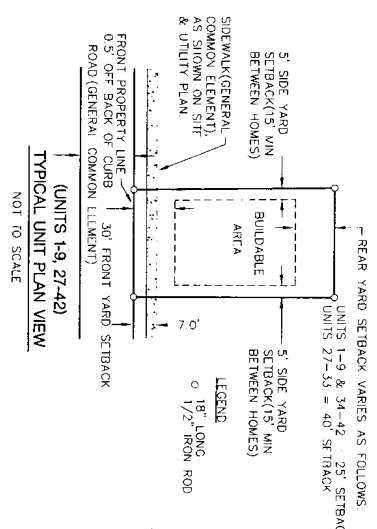 REAR YARD SETBACK VARIES AS FOLLOWS:
UNITS 1-9 & 34-42 - 25' SETBA
UNITS 27-33 = 40' SETBACK
5' SIDE YARD
SETBACK(15' MIN
BETWEEN HOMES)
5' SIDE YARD
SETBACK(15' MIN
BETWEEN HOMES)
BUILDABLE
AREA
SIDEWALK(GENERAL
COMMON ELEMENT),
AS SHOWN ON SITE
& UTILITY PLAN.
LEGEND
O 18" LONG
1/2" IRON ROD
7.0'
30' FRONT YARD SETBACK
FRONT PROPERTY LINE
0.5' OFF BACK OF CURB
ROAD (GENERAL COMMON ELEMENT)
(UNITS 1-9, 27-42)
TYPICAL UNIT PLAN VIEW
NOT TO SCALE